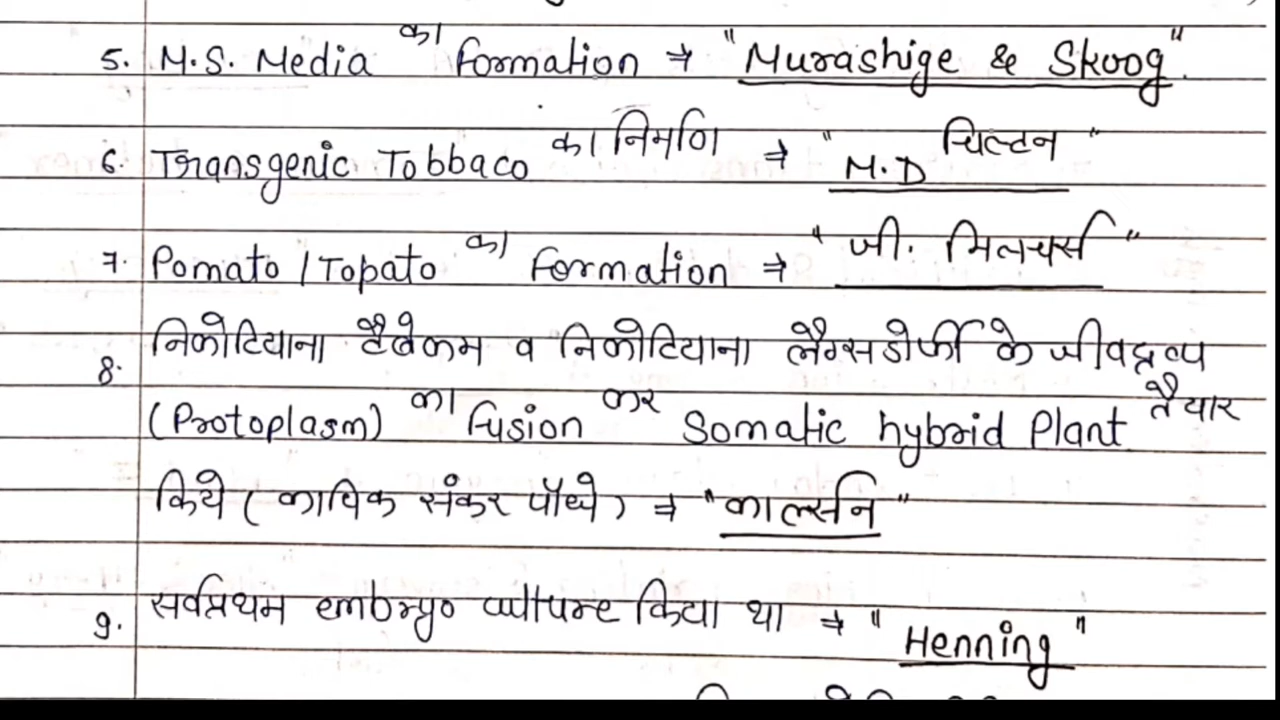 5. M.S. Media का Formation ⇒ "Murashige & Skoog".
6. Transgenic Tobbaco का निर्माण ⇒ "M.D चिल्टन"
7. Pomato / Topato का Formation ⇒ "जी. मिलचर्स"
8. निकोटियाना टैबेकम व निकोटियाना लैंग्सडोर्फी के जीवद्रव्य
(Protoplasm) का Fusion कर Somatic hybrid Plant तैयार
किये (कायिक संकर पौधे) ⇒ "कार्ल्सन"
9. सर्वप्रथम embryo culture किया था ⇒ "Henning"